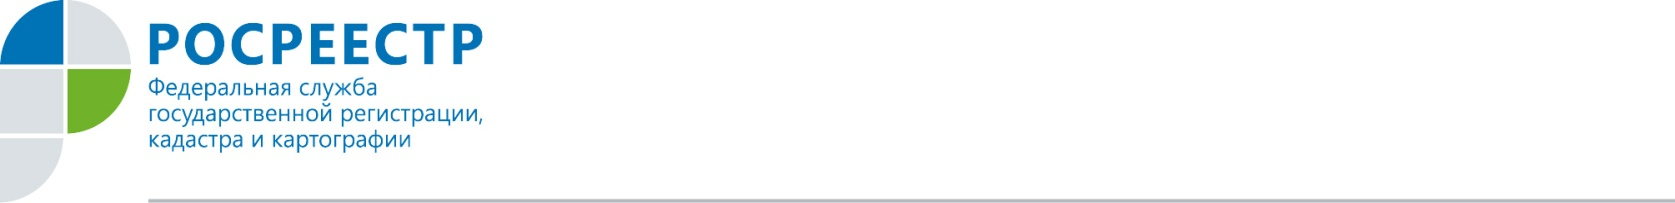 РОСРЕЕСТР
Федеральная служба
государственной регистрации,
кадастра и картографии